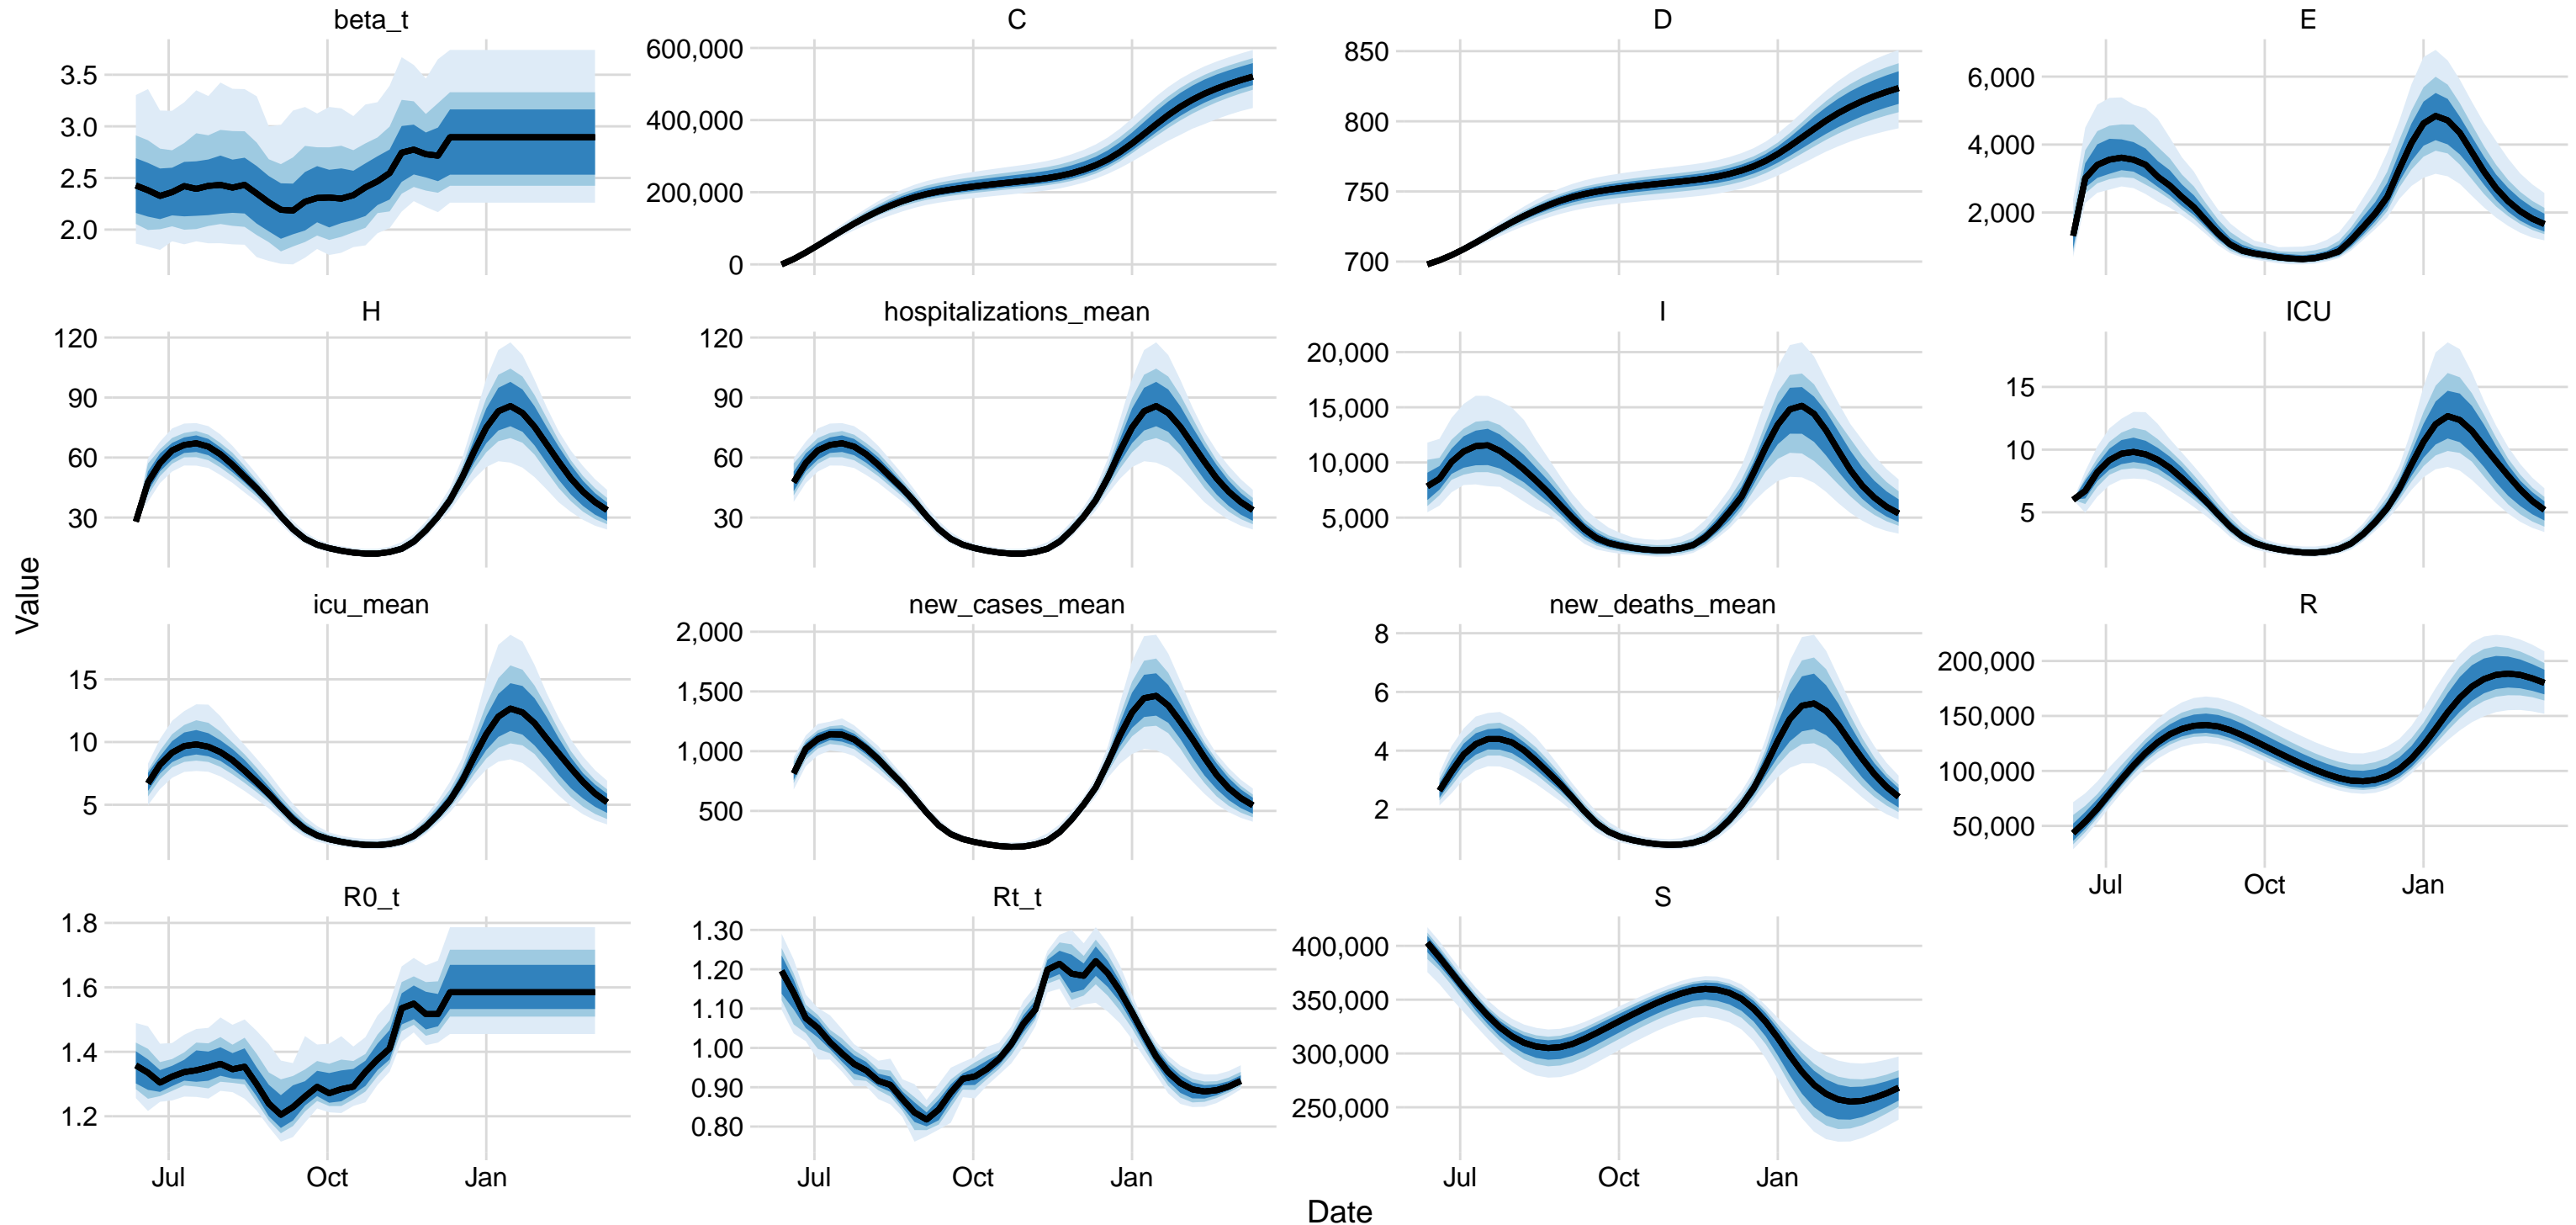 beta_t
C
D
E
3.5
3.0
2.5
2.0
600,000
400,000
200,000
0
850
800
750
700
6,000
4,000
2,000
H
hospitalizations_mean
I
ICU
120
90
60
30
120
90
60
30
20,000
15,000
10,000
5,000
15
10
5
Value
icu_mean
new_cases_mean
new_deaths_mean
R
15
10
5
2,000
1,500
1,000
500
8
6
4
2
200,000
150,000
100,000
50,000
Jul Oct Jan
R0_t
Rt_t
S
1.8
1.6
1.4
1.2
1.30
1.20
1.10
1.00
0.90
0.80
400,000
350,000
300,000
250,000
Jul Oct Jan
Jul Oct Jan
Jul Oct Jan
Date